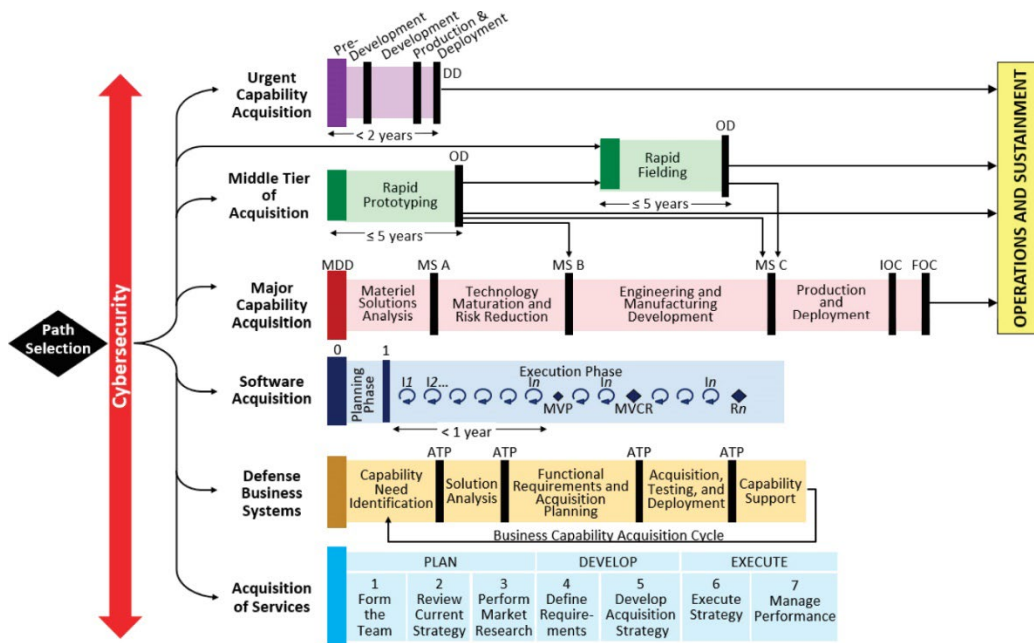 Pre-
Development
Development
Production &
Deployment
DD
Urgent
Capability
Acquisition
< 2 years
OD
Rapid
Fielding
≤ 5 years
OD
Middle Tier
of
Acquisition
Rapid
Prototyping
≤ 5 years
MDD
MS A
MS B
MS C
IOC
FOC
Major
Capability
Acquisition
Materiel
Solutions
Analysis
Technology
Maturation and
Risk Reduction
Engineering and
Manufacturing
Development
Production
and
Deployment
OPERATIONS AND SUSTAINMENT
Path
Selection
Cybersecurity
0
1
Software
Acquisition
Planning
Phase
Execution Phase
I1
I2...
In
In
In
MVP
MVCR
Rn
< 1 year
ATP
ATP
ATP
ATP
Defense
Business
Systems
Capability
Need
Identification
Solution
Analysis
Functional
Requirements and
Acquisition
Planning
Acquisition,
Testing, and
Deployment
Capability
Support
Business Capability Acquisition Cycle
Acquisition
of Services
PLAN
DEVELOP
EXECUTE
1
Form
the
Team
2
Review
Current
Strategy
3
Perform
Market
Research
4
Define
Require-
ments
5
Develop
Acquisition
Strategy
6
Execute
Strategy
7
Manage
Performance